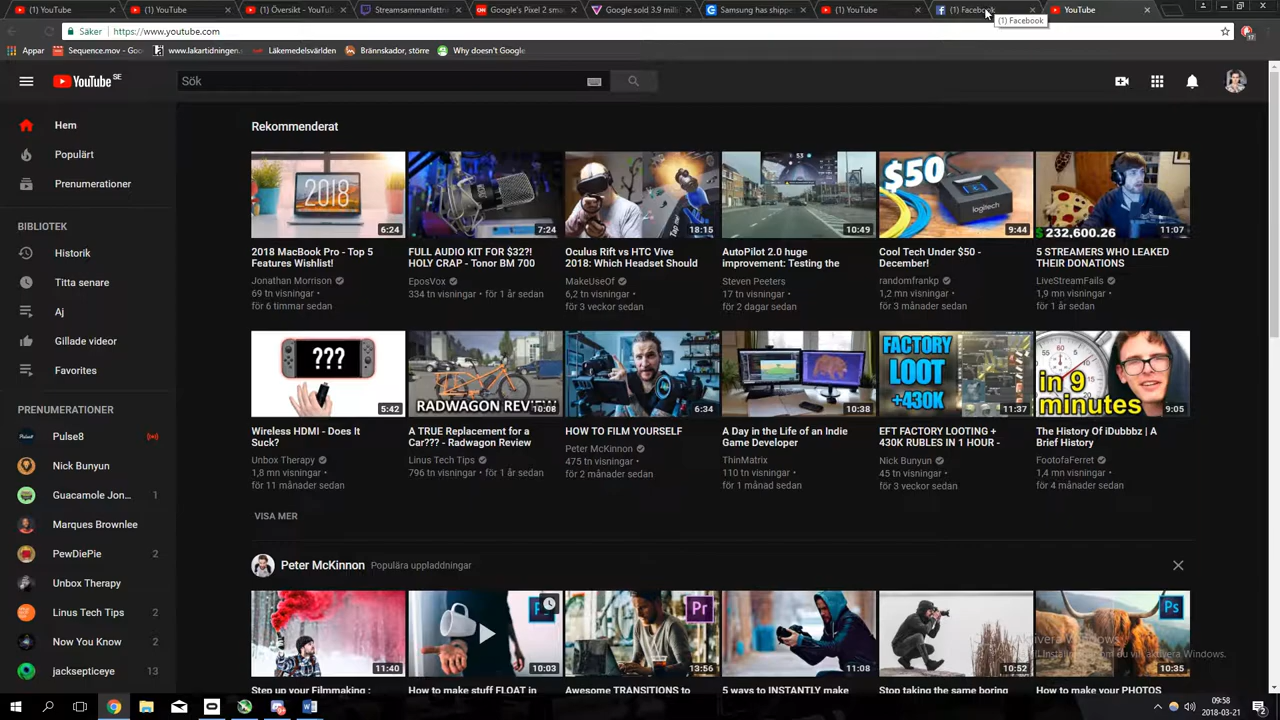 (1) YouTube
(1) YouTube
(1) Översikt - YouTub
Streamsammanfattn
Google's Pixel 2 sma
Google sold 3.9 milli
Samsung has shippe
(1) YouTube
(1) Facebook
YouTube
(1) Facebook
Säker
https://www.youtube.com
Appar
Sequence.mov - Goo
www.lakartidningen.
Läkemedelsvärlden
Brännskador, större
Why doesn't Google
YouTube SE
Sök
Hem
Populärt
Prenumerationer
BIBLIOTEK
Historik
Titta senare
Aj
Gillade videor
Favorites
PRENUMERATIONER
Pulse8
Nick Bunyun
Guacamole Jon... 1
Marques Brownlee
PewDiePie 2
Unbox Therapy
Linus Tech Tips 2
Now You Know 2
jacksepticeye 13
Rekommenderat
2018
6:24
2018 MacBook Pro - Top 5
Features Wishlist!
Jonathan Morrison
69 tn visningar •
för 6 timmar sedan
7:24
FULL AUDIO KIT FOR $32?!
HOLY CRAP - Tonor BM 700
EposVox
334 tn visningar • för 1 år sedan
18:15
Oculus Rift vs HTC Vive
2018: Which Headset Should
MakeUseOf
6,2 tn visningar •
för 3 veckor sedan
53
10:49
AutoPilot 2.0 huge
improvement: Testing the
Steven Peeters
17 tn visningar •
för 2 dagar sedan
$50
logitech
9:44
Cool Tech Under $50 -
December!
randomfrankp
1,2 mn visningar •
för 3 månader sedan
$ 232,600.26
11:07
5 STREAMERS WHO LEAKED
THEIR DONATIONS
LiveStreamFails
1,9 mn visningar •
för 1 år sedan
???
5:42
Wireless HDMI - Does It
Suck?
Unbox Therapy
1,8 mn visningar •
för 11 månader sedan
RADWAGON REVIEW
10:08
A TRUE Replacement for a
Car??? - Radwagon Review
Linus Tech Tips
796 tn visningar • för 1 år sedan
6:34
HOW TO FILM YOURSELF
Peter McKinnon
475 tn visningar •
för 2 månader sedan
10:38
A Day in the Life of an Indie
Game Developer
ThinMatrix
110 tn visningar •
för 1 månad sedan
FACTORY
LOOT
+430K
11:37
EFT FACTORY LOOTING +
430K RUBLES IN 1 HOUR -
Nick Bunyun
45 tn visningar •
för 3 veckor sedan
in 9
minutes
9:05
The History Of iDubbbz | A
Brief History
FootofaFerret
1,4 mn visningar •
för 4 månader sedan
VISA MER
Peter McKinnon Populära uppladdningar
11:40
Step up your Filmmaking :
10:03
How to make stuff FLOAT in
Pr
13:56
Awesome TRANSITIONS to
11:08
5 ways to INSTANTLY make
10:52
Stop taking the same boring
Ps
10:35
How to make your PHOTOS
Aktivera Windows
om du vill aktivera Windows.
09:58
2018-03-21
2